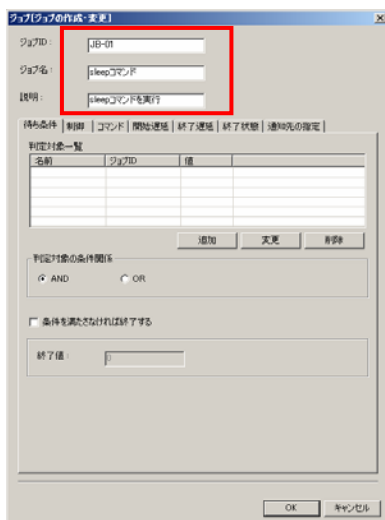 ジョブ[ジョブの作成・変更]
ジョブID： JB-01
ジョブ名： sleepコマンド
説明： sleepコマンドを実行
待ち条件 制御 コマンド 開始遅延 終了遅延 終了状態 通知先の指定
判定対象一覧
名前 ジョブID 値
追加 変更 削除
判定対象の条件関係
AND OR
条件を満たさなければ終了する
終了値： 0
OK キャンセル